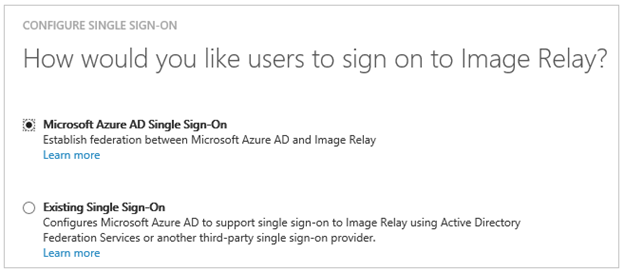 CONFIGURE SINGLE SIGN-ON
How would you like users to sign on to Image Relay?
Microsoft Azure AD Single Sign-On
Establish federation between Microsoft Azure AD and Image Relay
Learn more
Existing Single Sign-On
Configures Microsoft Azure AD to support single sign-on to Image Relay using Active Directory
Federation Services or another third-party single sign-on provider.
Learn more